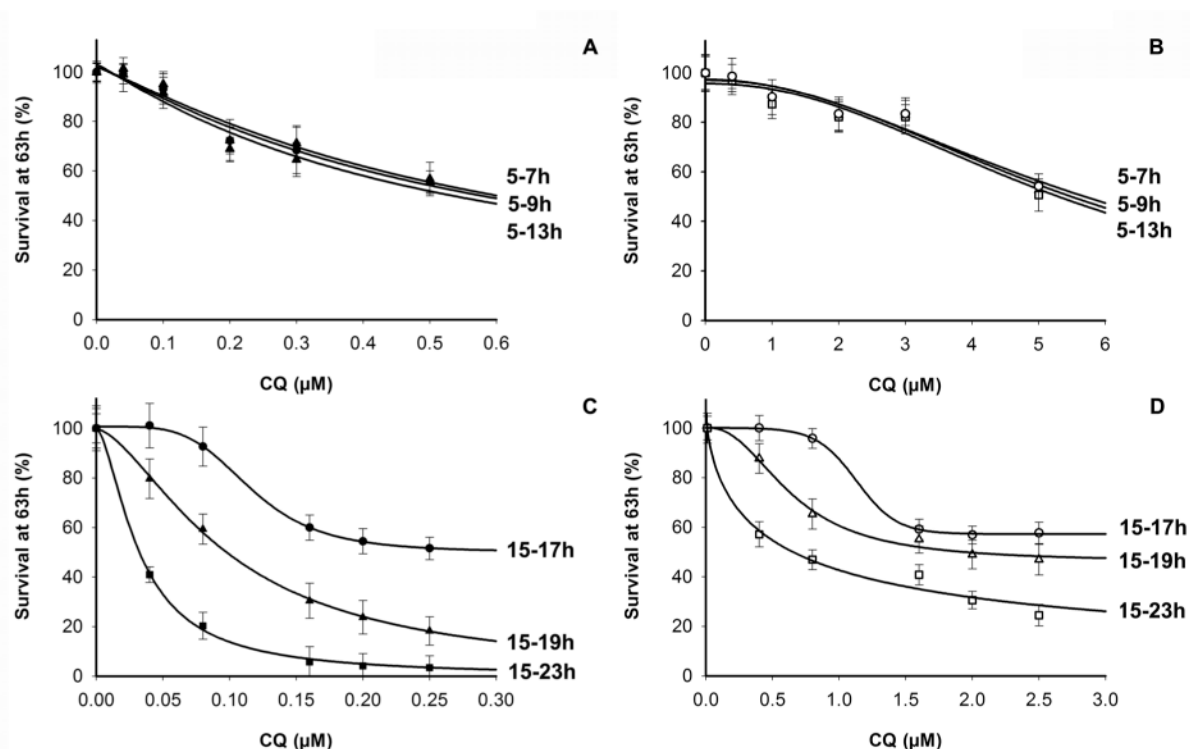 A
Survival at 63h (%)
100
80
60
40
20
0
5-7h
5-9h
5-13h
0.0 0.1 0.2 0.3 0.4 0.5 0.6
CQ (µM)
B
Survival at 63h (%)
100
80
60
40
20
0
5-7h
5-9h
5-13h
0 1 2 3 4 5 6
CQ (µM)
C
Survival at 63h (%)
100
80
60
40
20
0
15-17h
15-19h
15-23h
0.00 0.05 0.10 0.15 0.20 0.25 0.30
CQ (µM)
D
Survival at 63h (%)
100
80
60
40
20
0
15-17h
15-19h
15-23h
0.0 0.5 1.0 1.5 2.0 2.5 3.0
CQ (µM)